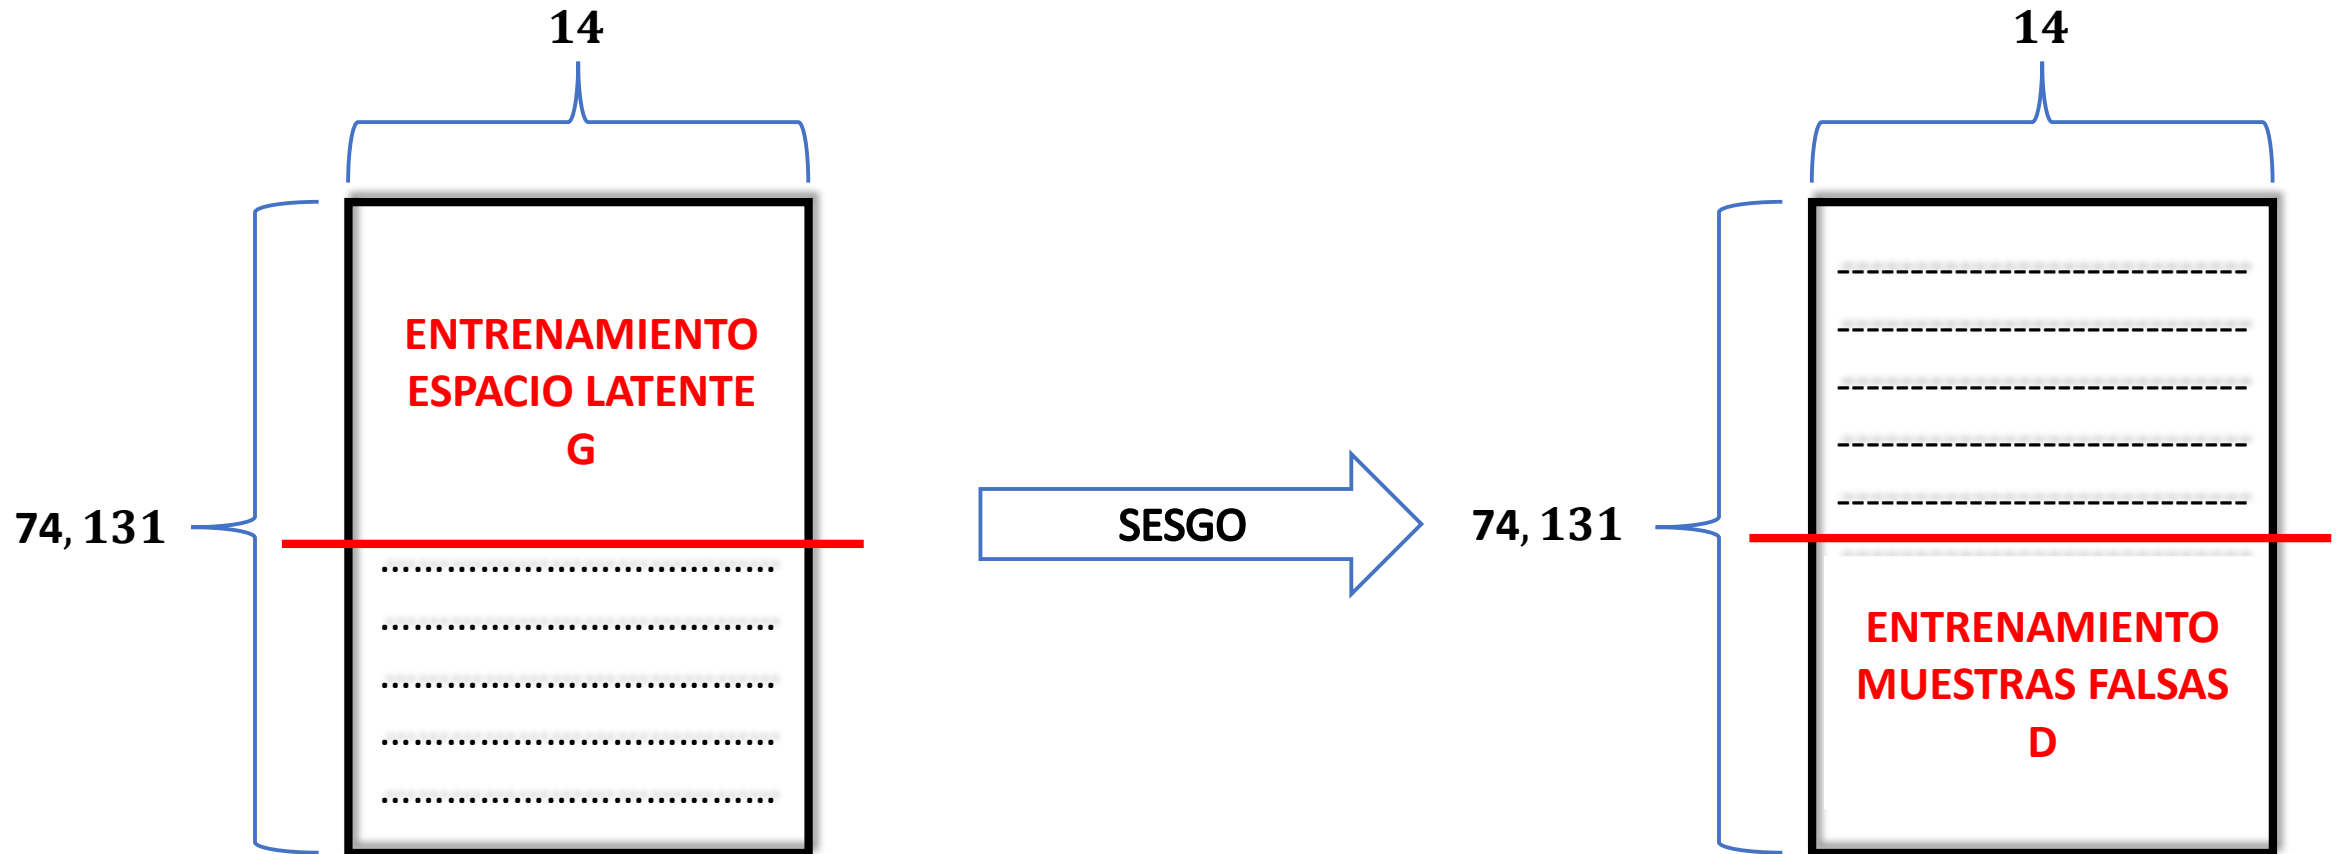 14
74, 131
ENTRENAMIENTO
ESPACIO LATENTE
G
SESGO
14
74, 131
ENTRENAMIENTO
MUESTRAS FALSAS
D